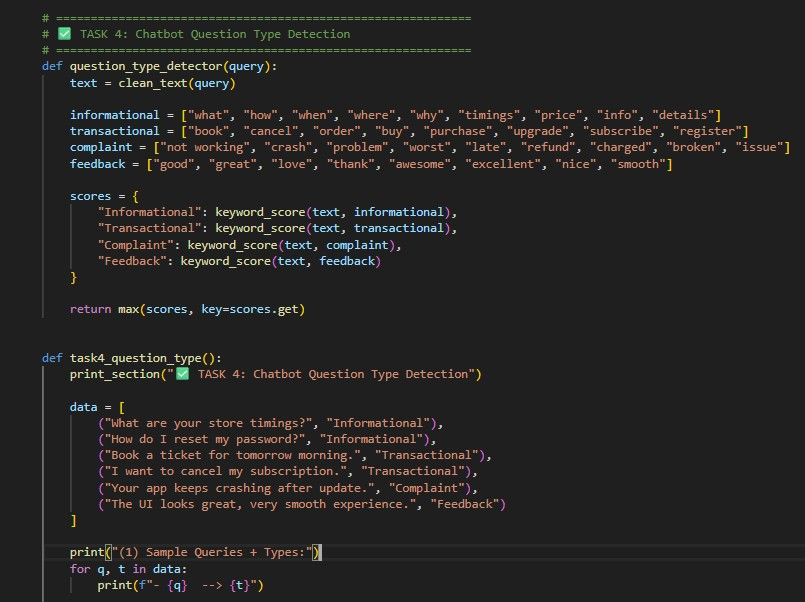 # ============================================================
# ✅ TASK 4: Chatbot Question Type Detection
# ============================================================
def question_type_detector(query):
    text = clean_text(query)

    informational = ["what", "how", "when", "where", "why", "timings", "price", "info", "details"]
    transactional = ["book", "cancel", "order", "buy", "purchase", "upgrade", "subscribe", "register"]
    complaint = ["not working", "crash", "problem", "worst", "late", "refund", "charged", "broken", "issue"]
    feedback = ["good", "great", "love", "thank", "awesome", "excellent", "nice", "smooth"]

    scores = {
        "Informational": keyword_score(text, informational),
        "Transactional": keyword_score(text, transactional),
        "Complaint": keyword_score(text, complaint),
        "Feedback": keyword_score(text, feedback)
    }

    return max(scores, key=scores.get)


def task4_question_type():
    print_section("✅ TASK 4: Chatbot Question Type Detection")

    data = [
        ("What are your store timings?", "Informational"),
        ("How do I reset my password?", "Informational"),
        ("Book a ticket for tomorrow morning.", "Transactional"),
        ("I want to cancel my subscription.", "Transactional"),
        ("Your app keeps crashing after update.", "Complaint"),
        ("The UI looks great, very smooth experience.", "Feedback")
    ]

    print("(1) Sample Queries + Types:")
    for q, t in data:
        print(f"- {q}  --> {t}")